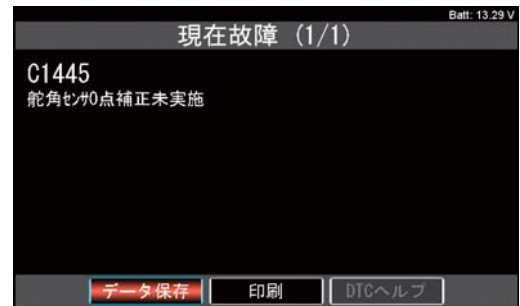 Batt: 13.29 V
現在故障 (1/1)
C1445
舵角ｾﾝｻ0点補正未実施
データ保存 印刷 DTCヘルプ